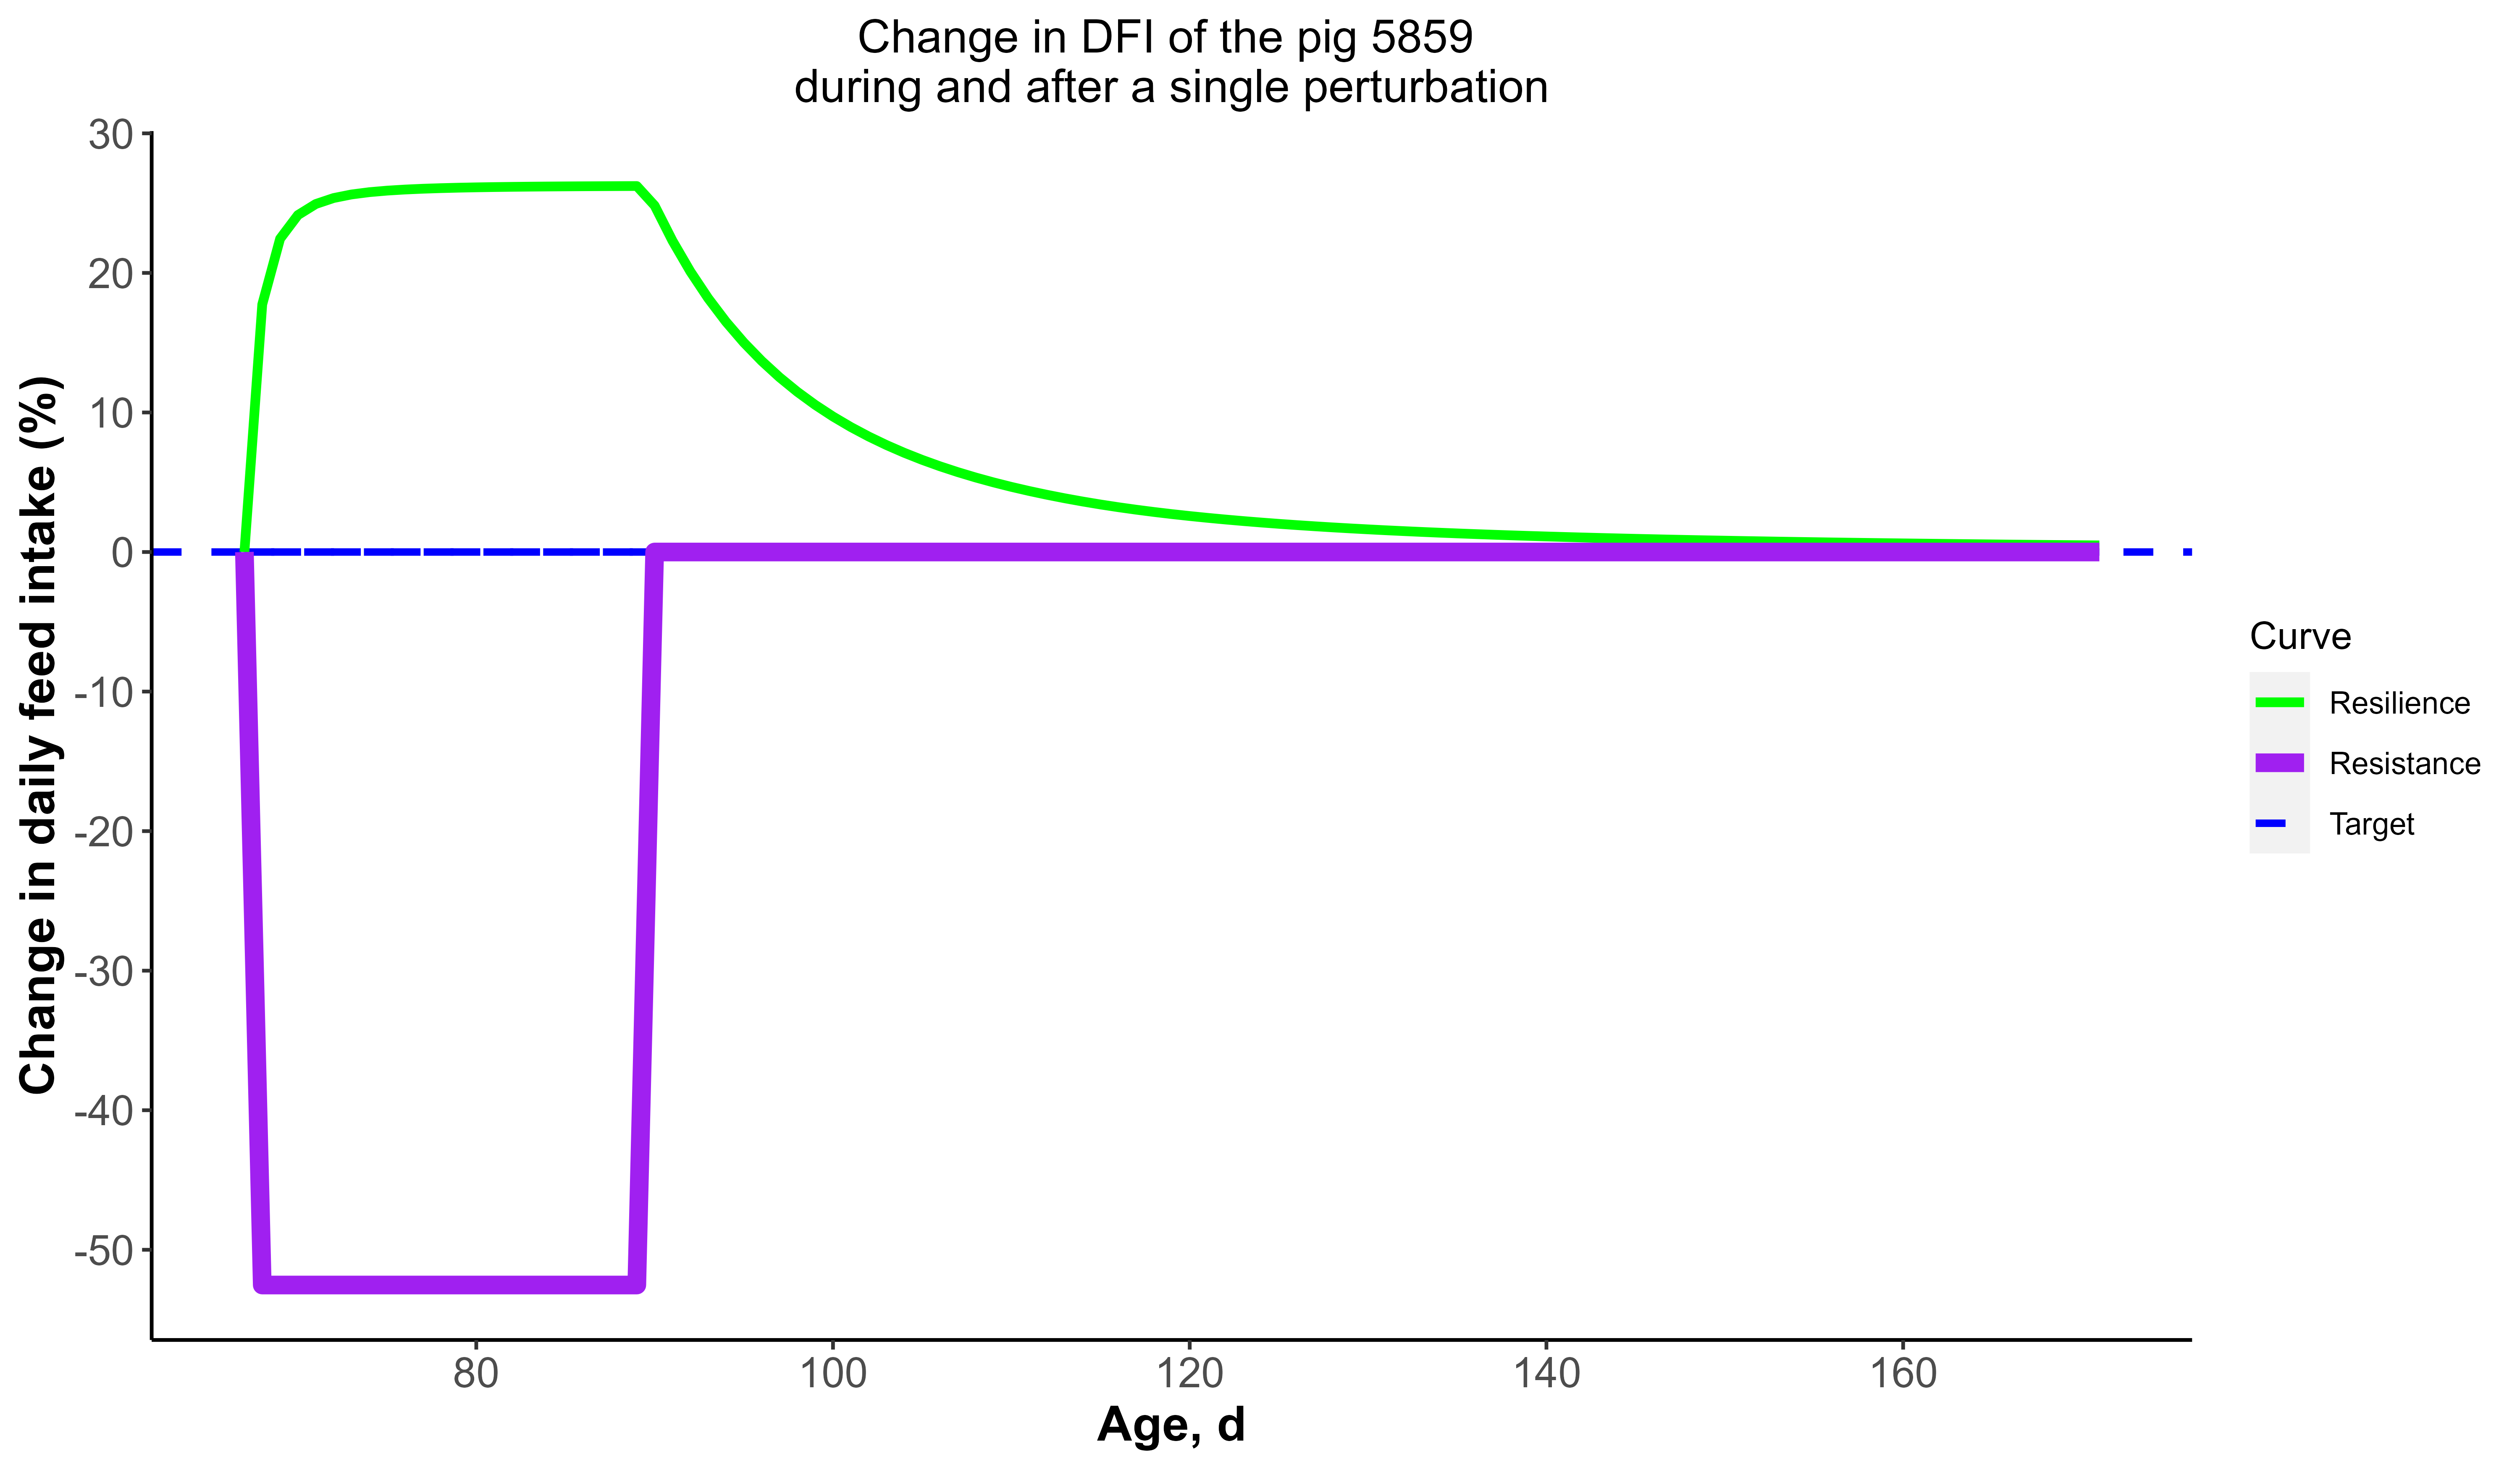 Change in DFI of the pig 5859
during and after a single perturbation
30
20
10
0
-10
-20
-30
-40
-50
Change in daily feed intake (%)
80
100
120
140
160
Age, d
Curve
Resilience
Resistance
Target